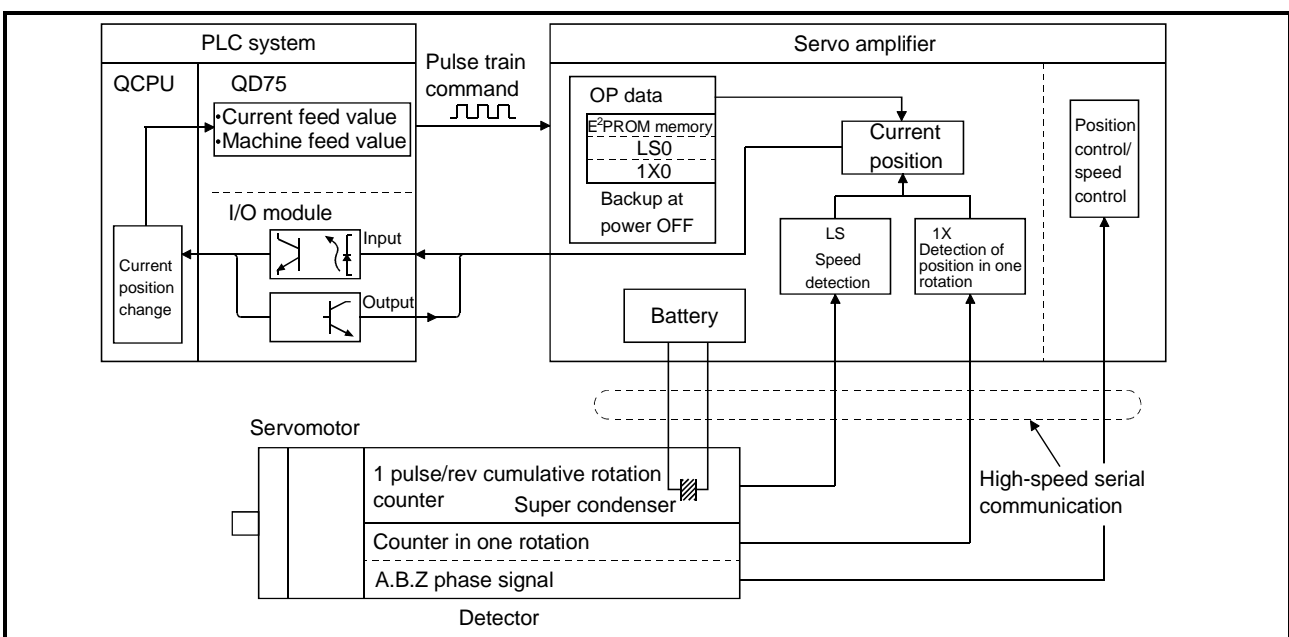 PLC system
QCPU
QD75
•Current feed value
•Machine feed value
I/O module
Input
Output
Current
position
change
Pulse train
command
Servo amplifier
OP data
E²PROM memory
LS0
1X0
Backup at
power OFF
Current
position
LS
Speed
detection
1X
Detection of
position in one
rotation
Position
control/
speed
control
Battery
Servomotor
1 pulse/rev cumulative rotation
counter
Super condenser
Counter in one rotation
A.B.Z phase signal
Detector
High-speed serial
communication